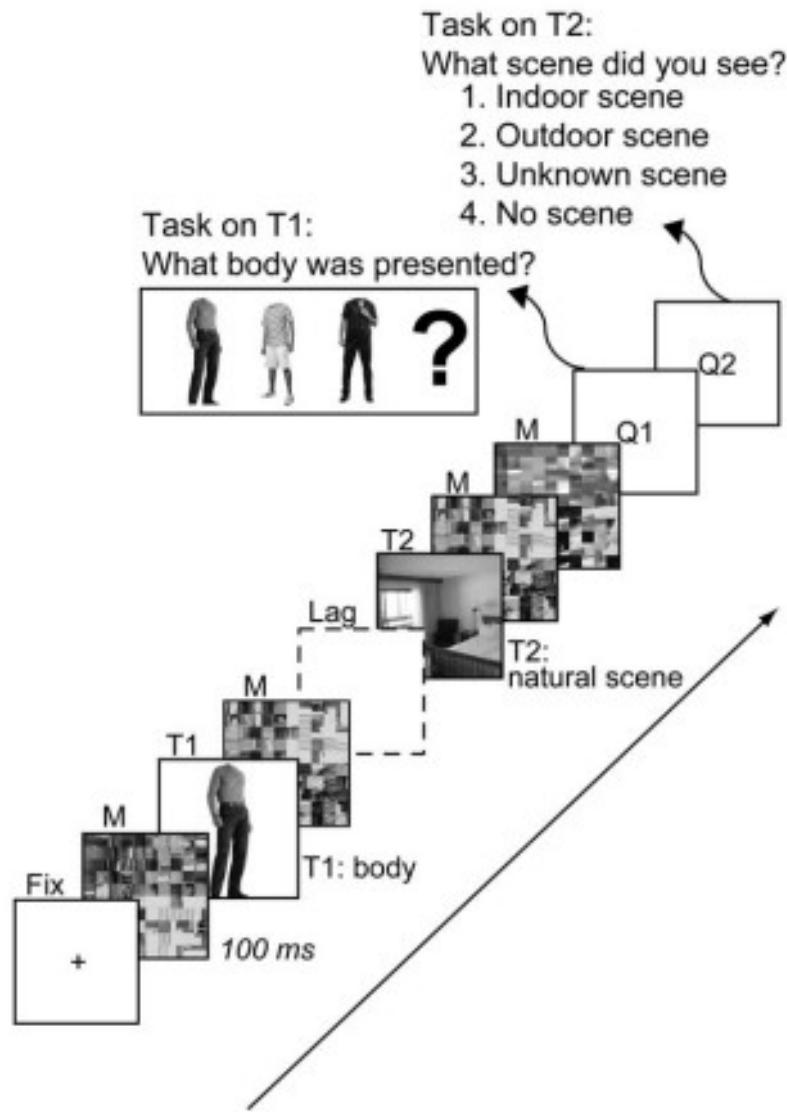 Task on T2:
What scene did you see?
1. Indoor scene
2. Outdoor scene
3. Unknown scene
4. No scene
Task on T1:
What body was presented?
?
Q2
Q1
M
M
T2
Lag
T2:
natural scene
M
T1
T1: body
M
100 ms
Fix
+